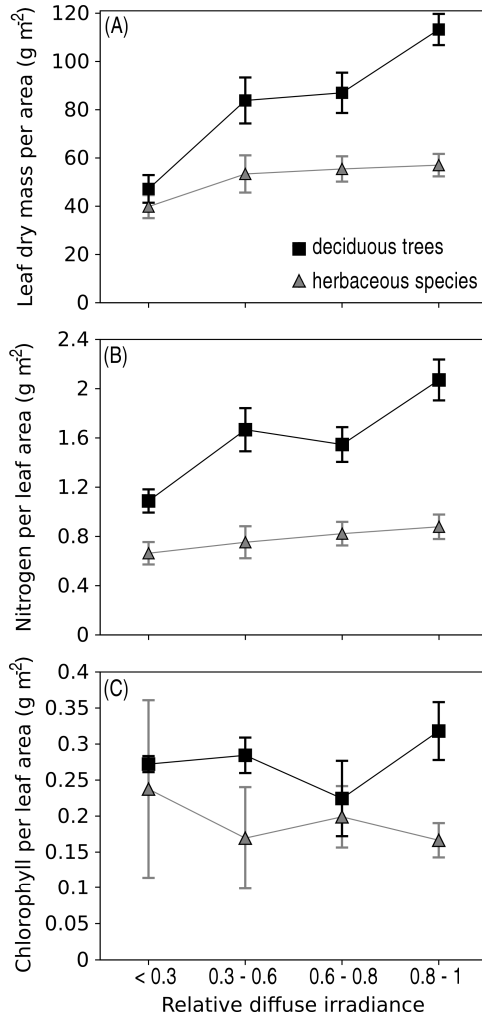 (A)
Leaf dry mass per area (g m⁻²)
120
100
80
60
40
20
0
deciduous trees
herbaceous species
(B)
Nitrogen per leaf area (g m⁻²)
2.4
2
1.6
1.2
0.8
0.4
0
(C)
Chlorophyll per leaf area (g m⁻²)
0.4
0.35
0.3
0.25
0.2
0.15
0.1
0.05
0
< 0.3 0.3 - 0.6 0.6 - 0.8 0.8 - 1
Relative diffuse irradiance